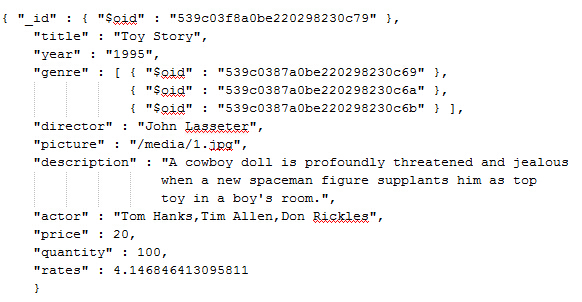 { "_id" : { "$oid" : "539c03f8a0be220298230c79" },
"title" : "Toy Story",
"year" : "1995",
"genre" : [ { "$oid" : "539c0387a0be220298230c69" },
{ "$oid" : "539c0387a0be220298230c6a" },
{ "$oid" : "539c0387a0be220298230c6b" } ],
"director" : "John Lasseter",
"picture" : "/media/1.jpg",
"description" : "A cowboy doll is profoundly threatened and jealous
when a new spaceman figure supplants him as top
toy in a boy's room.",
"actor" : "Tom Hanks,Tim Allen,Don Rickles",
"price" : 20,
"quantity" : 100,
"rates" : 4.146846413095811
}